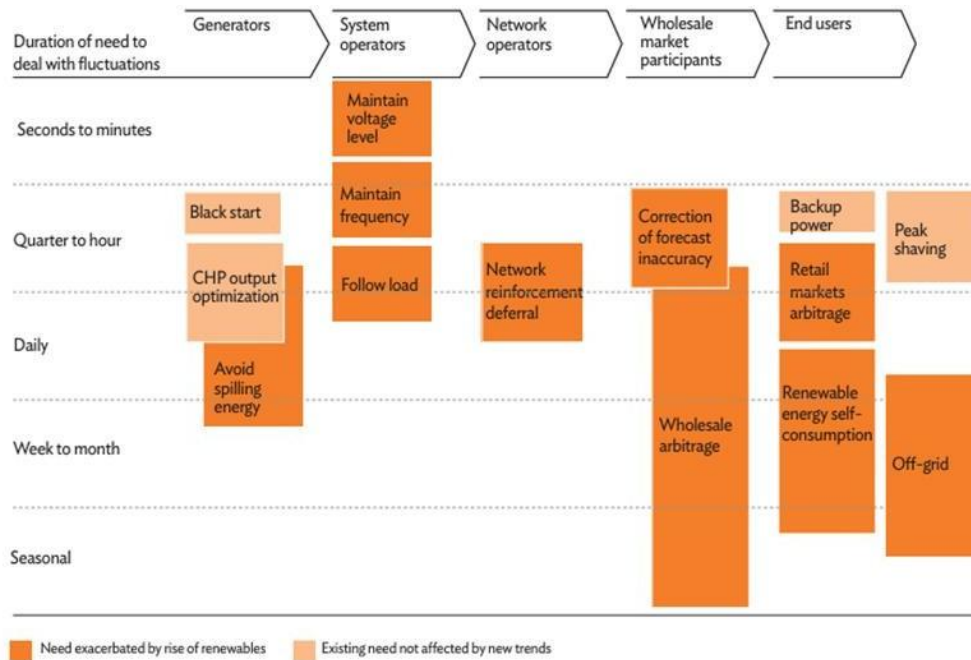 Duration of need to
deal with fluctuations
Generators
System
operators
Network
operators
Wholesale
market
participants
End users
Seconds to minutes
Maintain
voltage
level
Quarter to hour
Black start
CHP output
optimization
Maintain
frequency
Follow load
Network
reinforcement
deferral
Correction
of forecast
inaccuracy
Backup
power
Retail
markets
arbitrage
Peak
shaving
Daily
Avoid
spilling
energy
Week to month
Wholesale
arbitrage
Renewable
energy self-
consumption
Off-grid
Seasonal
Need exacerbated by rise of renewables
Existing need not affected by new trends